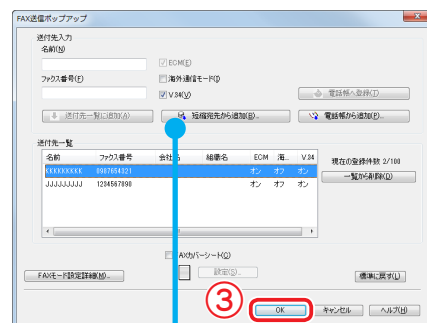 FAX送信ポップアップ
送付先入力
名前(N)
ECM(E)
ファクス番号(F)
海外通信モード(I)
V.34(V)
電話帳へ登録(T)
送付先一覧に追加(A)
短縮宛先から追加(B)...
電話帳から追加(P)...
送付先一覧
名前 ファクス番号 会社名 組織名 ECM 海... V.34
現在の登録件数 2/100
KKKKKKKKK 0987654321 オン オフ オン
一覧から削除(D)
JJJJJJJJJ 1234567890 オン オフ オン
FAXカバーシート(O)
FAXモード設定詳細(M)...
設定(S)...
標準に戻す(L)
③
OK
キャンセル
ヘルプ(H)